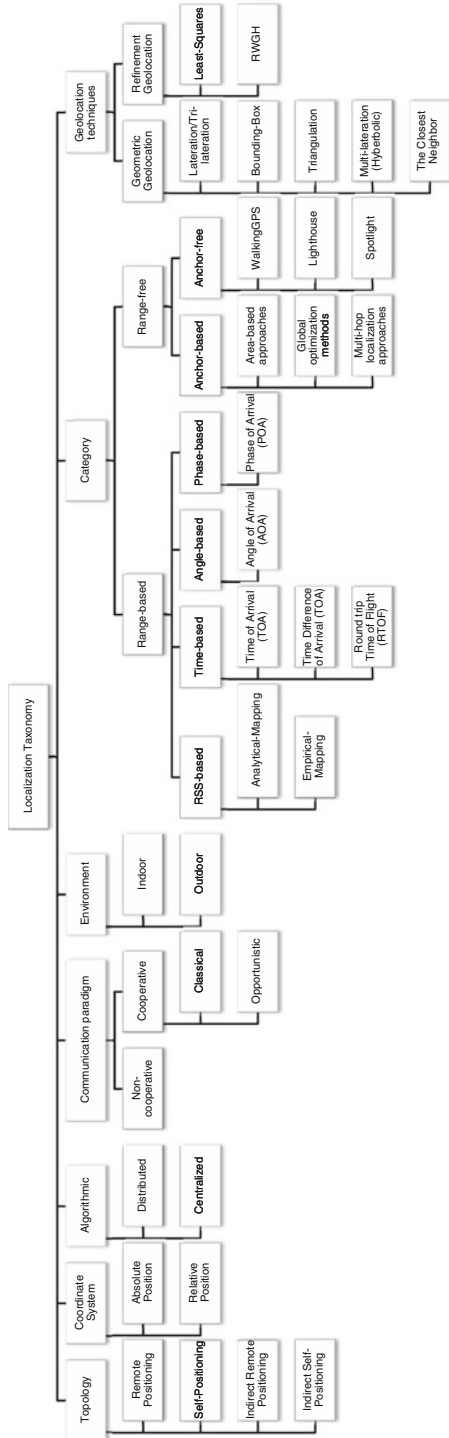 Localization Taxonomy
Topology
Remote
Positioning
Self-Positioning
Indirect Remote
Positioning
Indirect Self-
Positioning
Coordinate
System
Absolute
Position
Relative
Position
Algorithmic
Distributed
Centralized
Communication paradigm
Non-
cooperative
Cooperative
Classical
Opportunistic
Environment
Indoor
Outdoor
Category
Range-based
RSS-based
Analytical-Mapping
Empirical-
Mapping
Time-based
Time of Arrival
(TOA)
Time Difference
of Arrival (TOA)
Round trip
Time of Flight
(RTOF)
Angle-based
Angle of Arrival
(AOA)
Phase-based
Phase of Arrival
(POA)
Range-free
Anchor-based
Area-based
approaches
Global
optimization
methods
Multi-hop
localization
approaches
Anchor-free
WalkingGPS
Lighthouse
Spotlight
Geolocation
techniques
Geometric
Geolocation
Lateration/Tri-
lateration
Bounding-Box
Triangulation
Multi-lateration
(Hyberbolic)
The Closest
Neighbor
Refinement
Geolocation
Least-Squares
RWGH